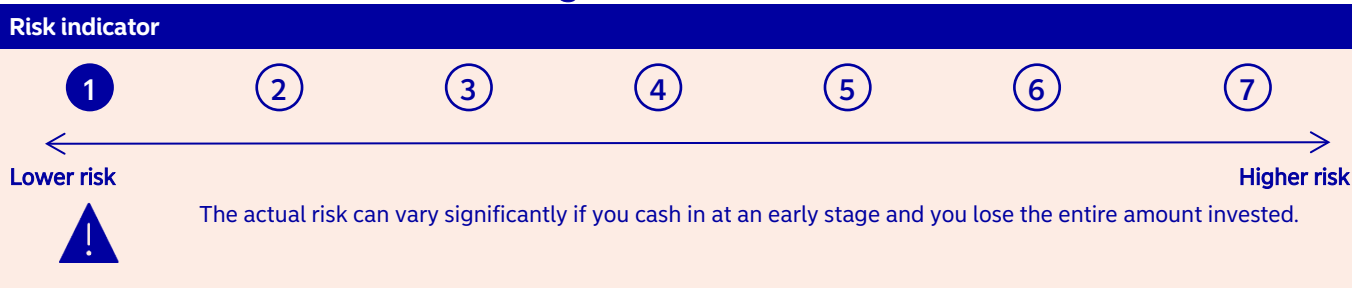 Risk indicator
1 2 3 4 5 6 7
Lower risk Higher risk
The actual risk can vary significantly if you cash in at an early stage and you lose the entire amount invested.
!